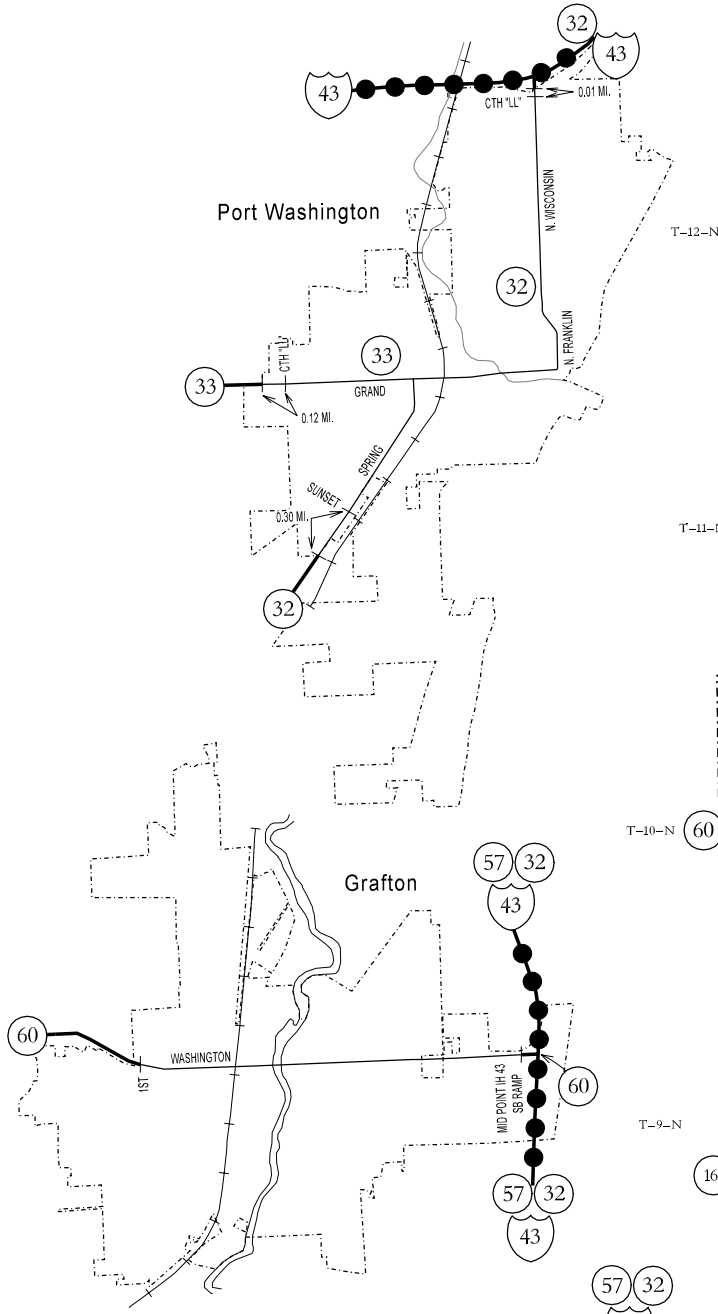 32
43
43
CTH "LL"
0.01 MI.
N. WISCONSIN
Port Washington
T-12-N
32
33
N. FRANKLIN
CTH "LL"
33
GRAND
0.12 MI.
SPRING
SUNSET
0.30 MI.
T-11-N
32
T-10-N
60
57 32
43
Grafton
60
WASHINGTON
1ST
MID POINT IH 43
SB RAMP
60
T-9-N
16
57 32
43
57 32